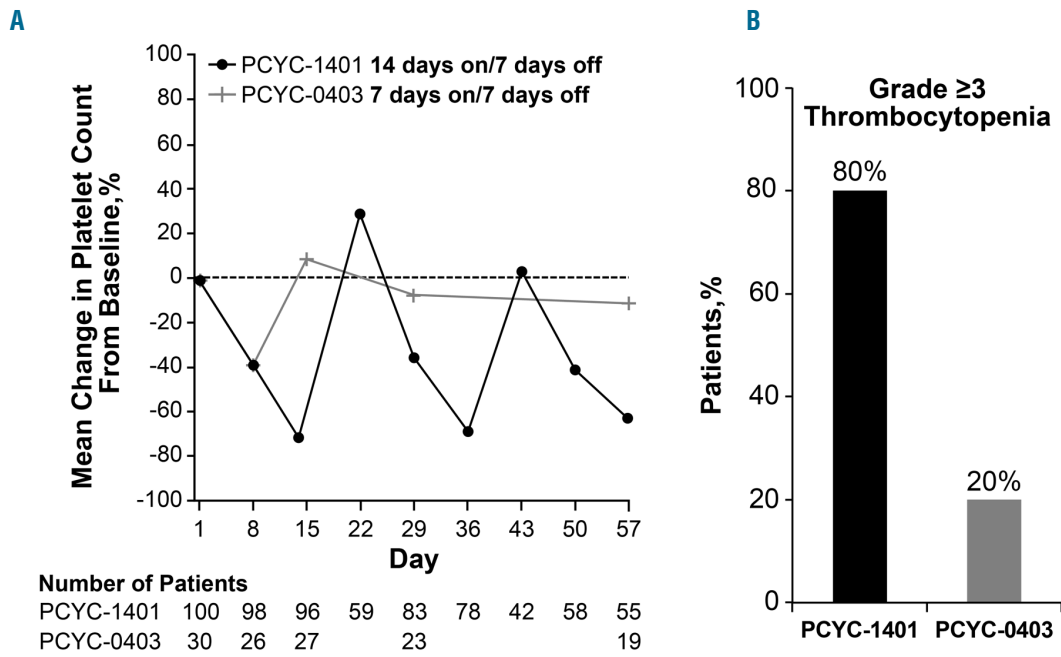 A
Mean Change in Platelet Count
From Baseline,%
100
80
60
40
20
0
-20
-40
-60
-80
-100
PCYC-1401 14 days on/7 days off
PCYC-0403 7 days on/7 days off
1 8 15 22 29 36 43 50 57
Day
Number of Patients
PCYC-1401 100 98 96 59 83 78 42 58 55
PCYC-0403 30 26 27 23 19
B
Patients,%
100
80
60
40
20
0
Grade ≥3
Thrombocytopenia
80%
20%
PCYC-1401 PCYC-0403